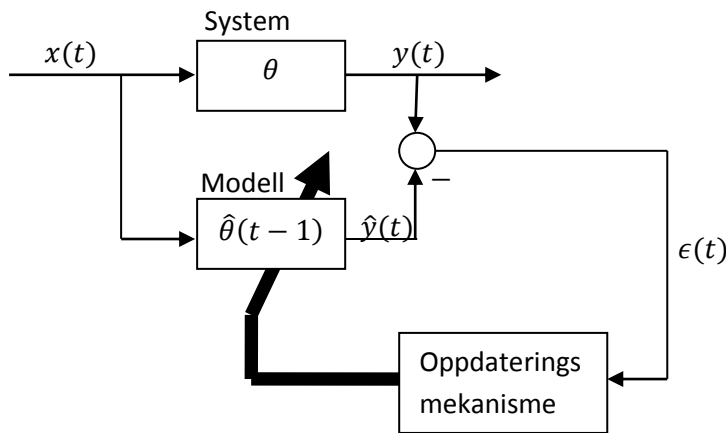 System
x(t)
θ
y(t)
Modell
−
θ̂(t − 1)
ŷ(t)
ϵ(t)
Oppdaterings
mekanisme